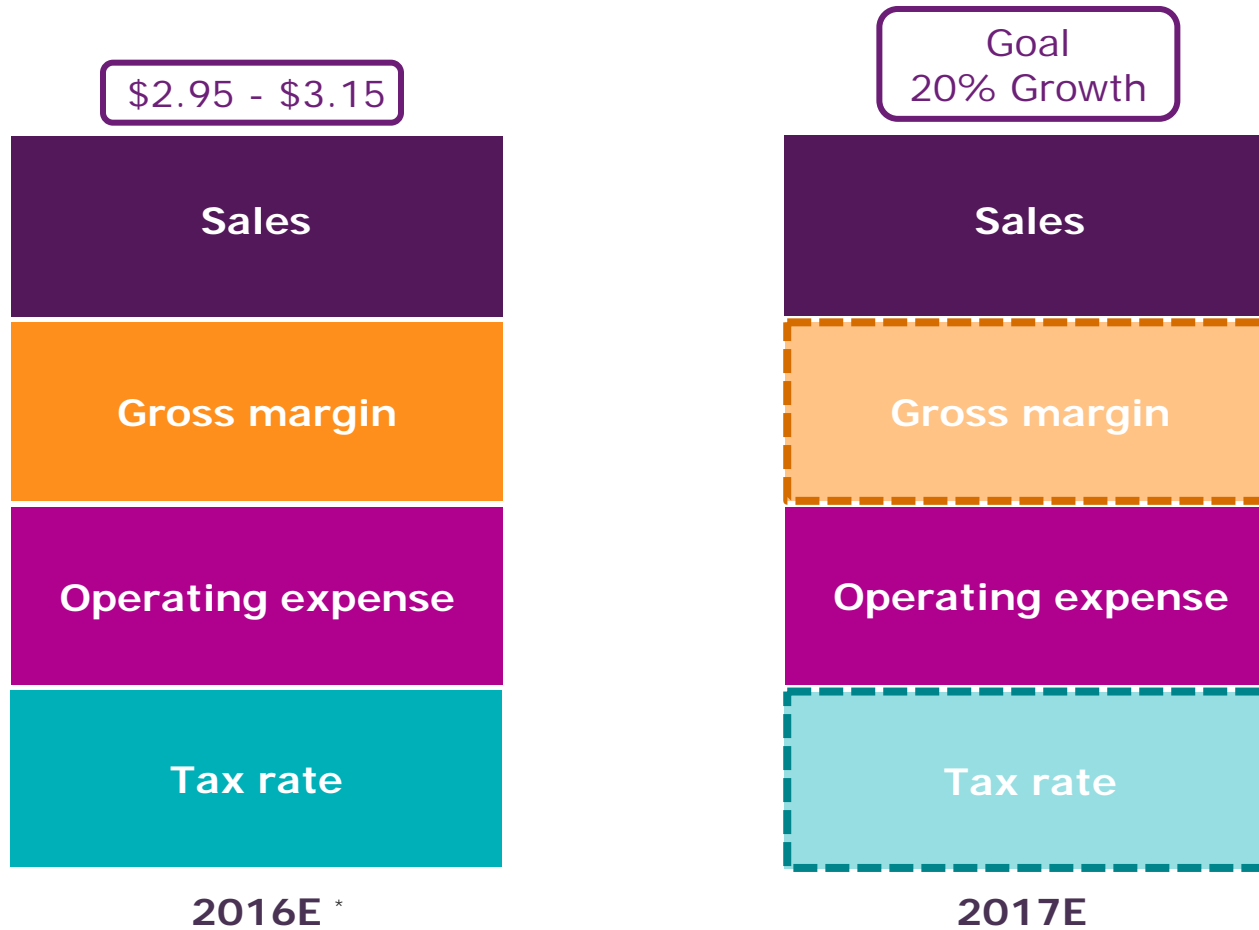 $2.95 - $3.15
Sales
Gross margin
Operating expense
Tax rate
2016E *
Goal
20% Growth
Sales
Gross margin
Operating expense
Tax rate
2017E